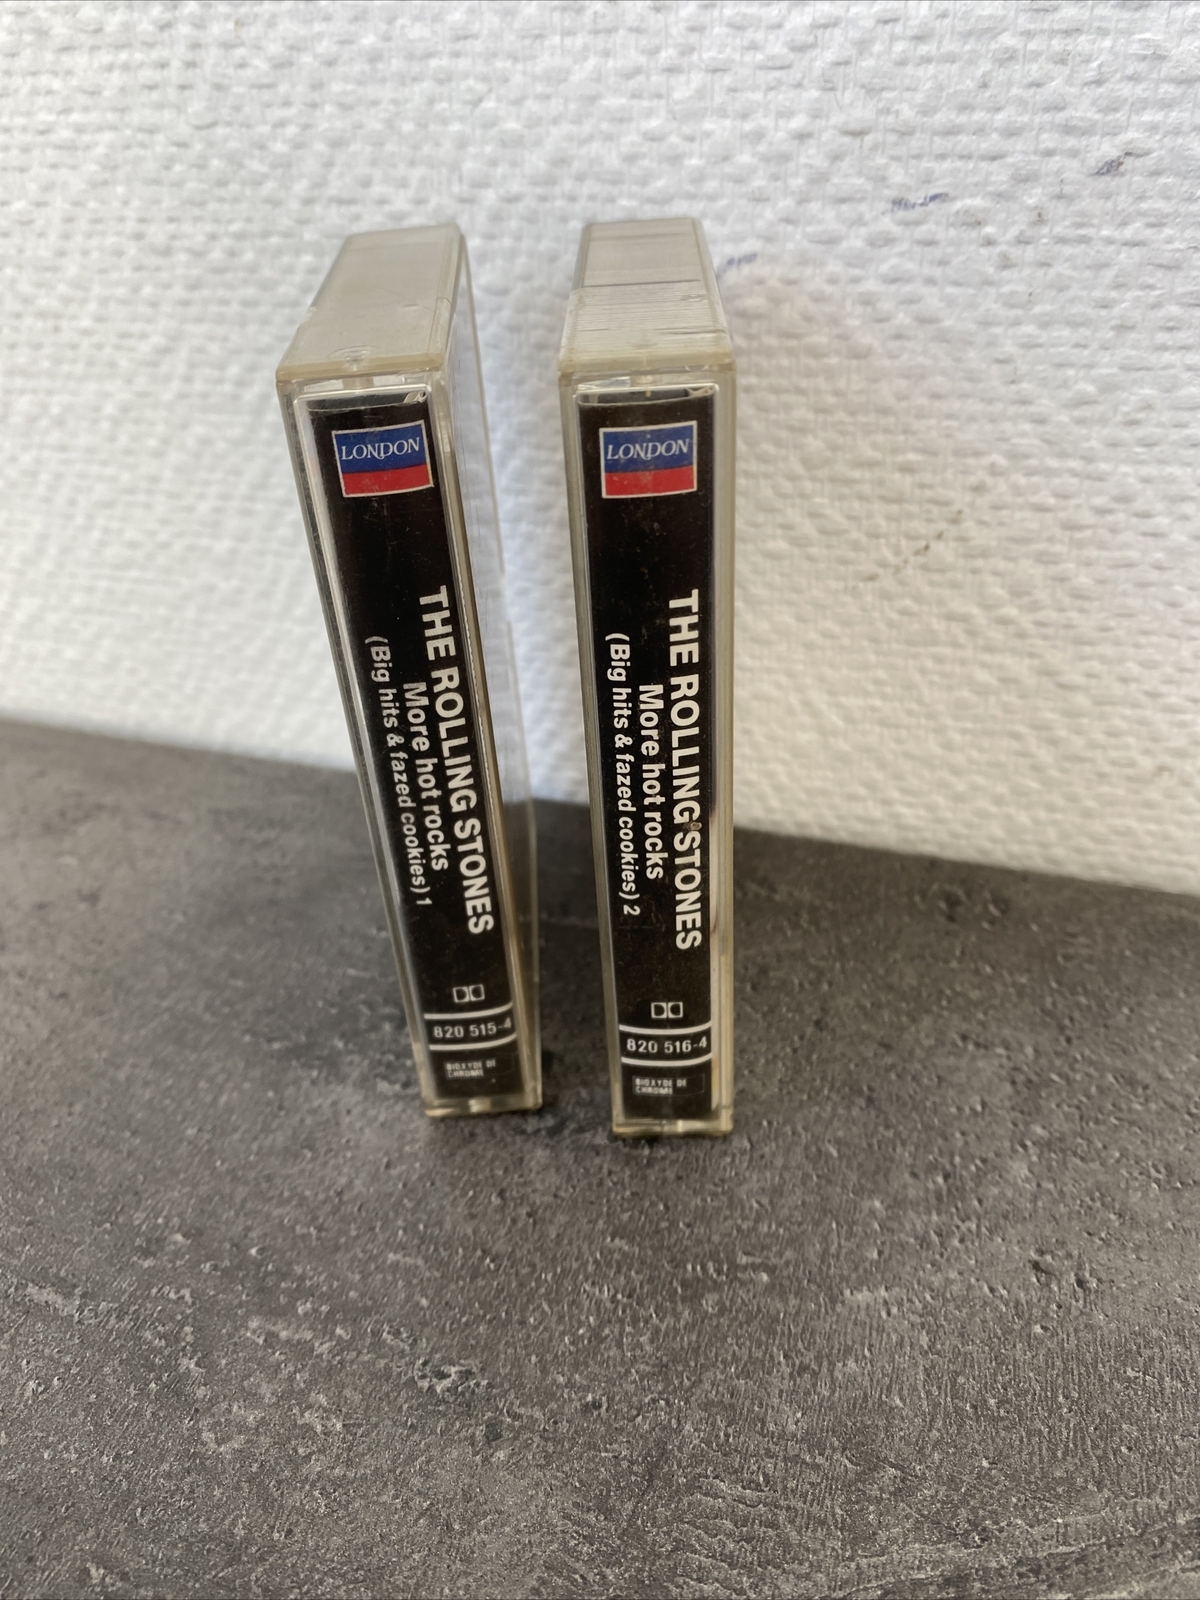 LONDON
THE ROLLING STONES
More hot rocks
(Big hits & fazed cookies) 1
820 515-4
BIOXYDE DE
CHROME
LONDON
THE ROLLING STONES
More hot rocks
(Big hits & fazed cookies) 2
820 516-4
BIOXYDE DE
CHROME